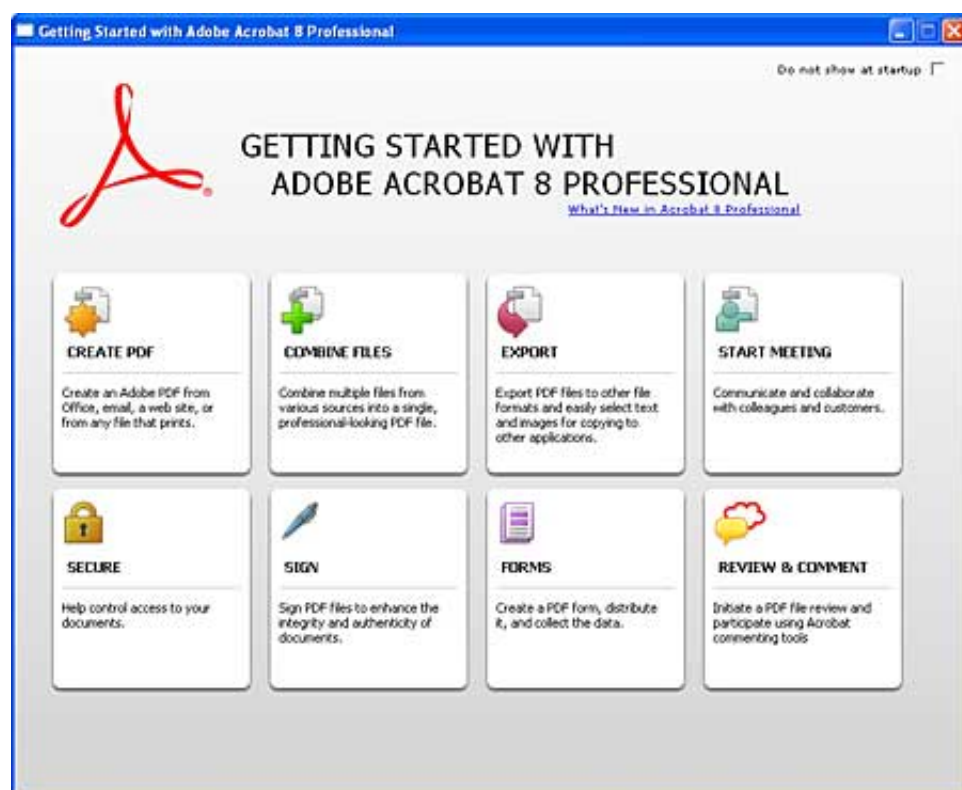 Getting Started with Adobe Acrobat 8 Professional
Do not show at startup
GETTING STARTED WITH
ADOBE ACROBAT 8 PROFESSIONAL
What's New in Acrobat 8 Professional
CREATE PDF
Create an Adobe PDF from
Office, email, a web site, or
from any file that prints.
COMBINE FILES
Combine multiple files from
various sources into a single,
professional-looking PDF file.
EXPORT
Export PDF files to other file
formats and easily select text
and images for copying to
other applications.
START MEETING
Communicate and collaborate
with colleagues and customers.
SECURE
Help control access to your
documents.
SIGN
Sign PDF files to enhance the
integrity and authenticity of
documents.
FORMS
Create a PDF form, distribute
it, and collect the data.
REVIEW & COMMENT
Initiate a PDF file review and
participate using Acrobat
commenting tools